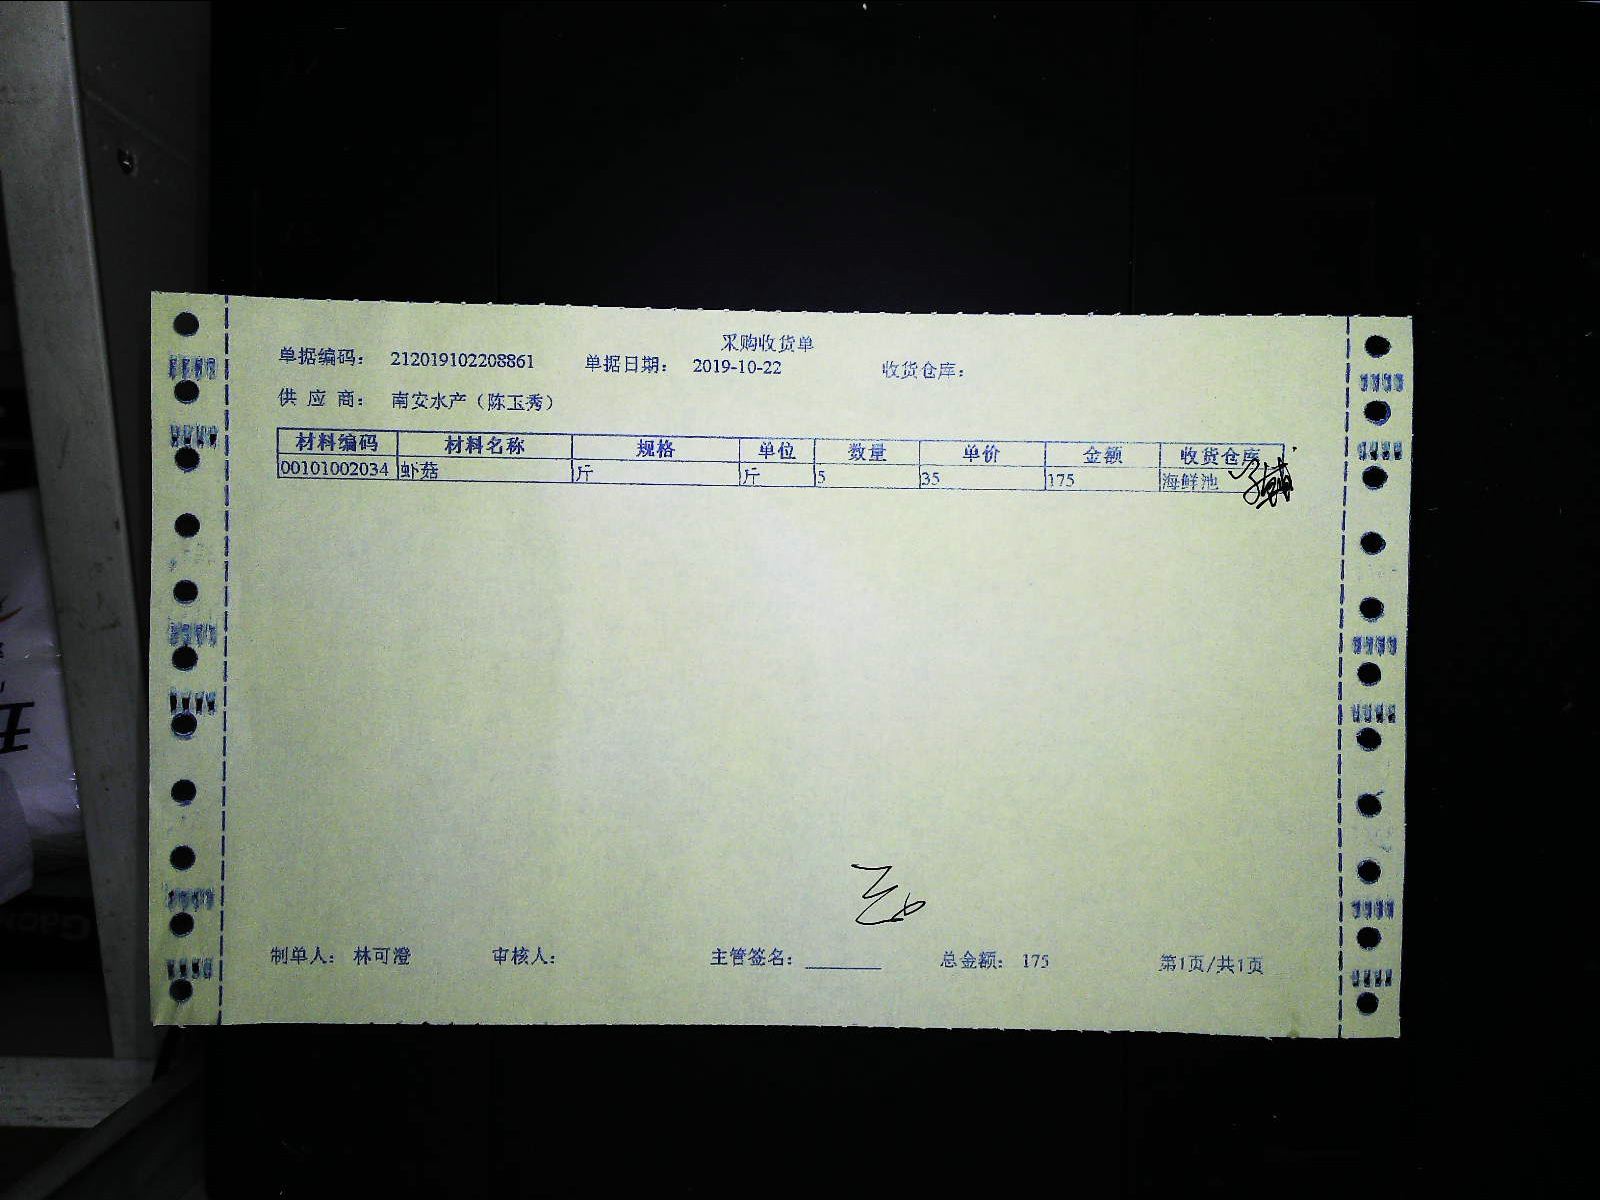 采购收货单
单据编码： 212019102208861 单据日期： 2019-10-22 收货仓库：
供 应 商： 南安水产（陈玉秀）
材料编码 材料名称 规格 单位 数量 单价 金额 收货仓库
00101002034 虾菇 斤 斤 5 35 175 海鲜池
制单人： 林可澄 审核人： 主管签名： 总金额： 175 第1页/共1页